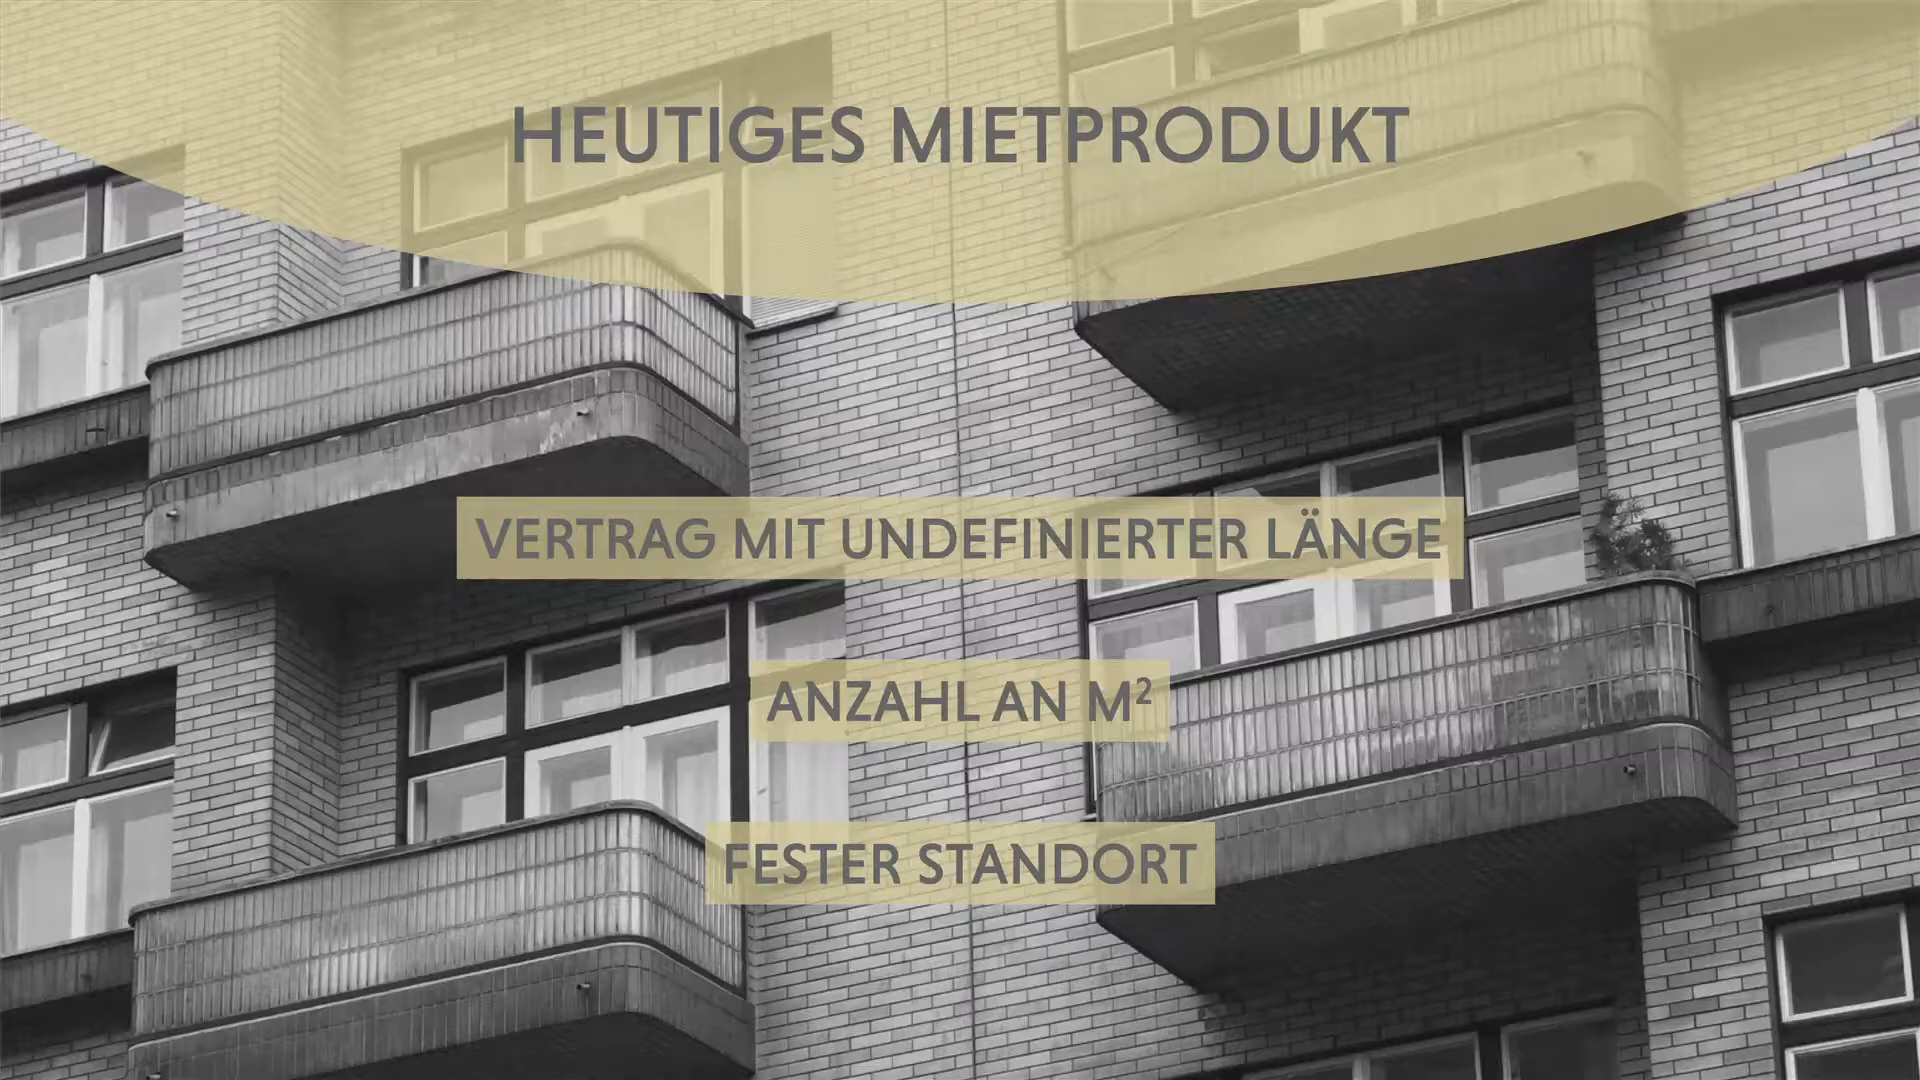 HEUTIGES MIETPRODUKT
VERTRAG MIT UNDEFINIERTER LÄNGE
ANZAHL AN M²
FESTER STANDORT